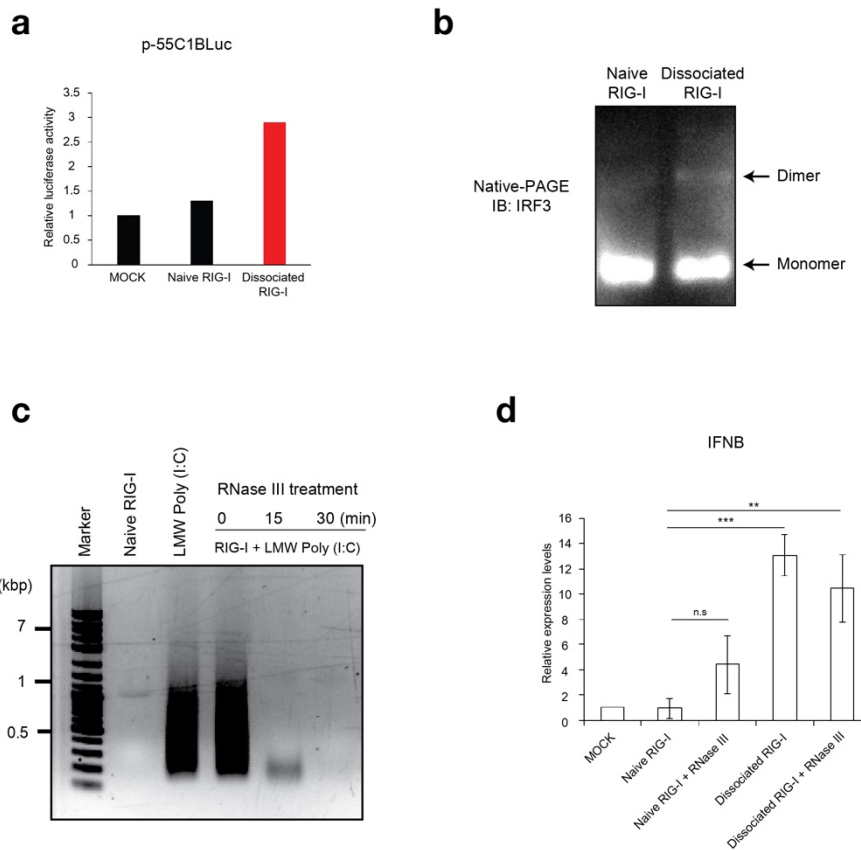 a
p-55C1BLuc
Relative luciferase activity
3.5
3
2.5
2
1.5
1
0.5
0
MOCK
Naive RIG-I
Dissociated
RIG-I
b
Naive
RIG-I
Dissociated
RIG-I
Native-PAGE
IB: IRF3
Dimer
Monomer
c
Marker
Naive RIG-I
LMW Poly (I:C)
RNase III treatment
0 15 30 (min)
RIG-I + LMW Poly (I:C)
(kbp)
7
1
0.5
d
IFNB
Relative expression levels
16
14
12
10
8
6
4
2
0
**
***
n.s
MOCK
Naive RIG-I
Naive RIG-I + RNase III
Dissociated RIG-I
Dissociated RIG-I + RNase III